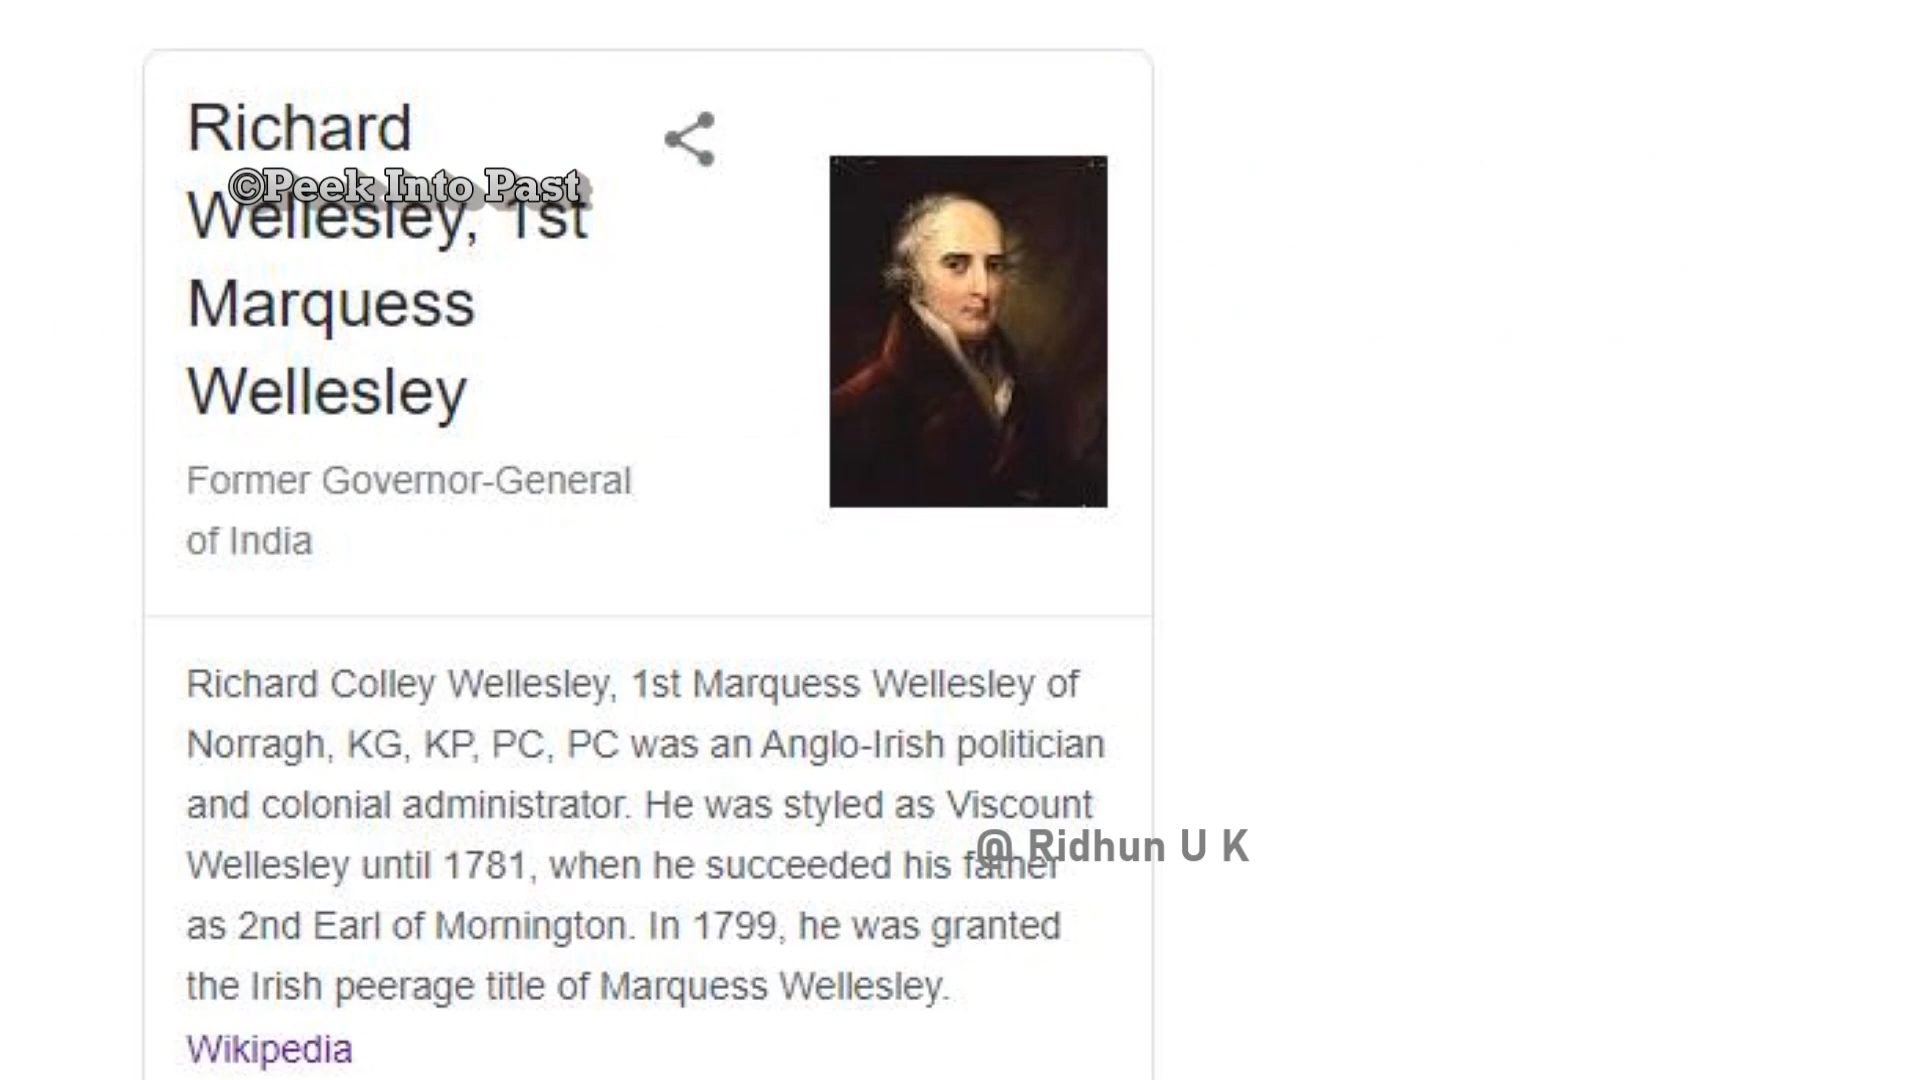 Richard
©Peek Into Past
Wellesley, 1st
Marquess
Wellesley
Former Governor-General
of India
Richard Colley Wellesley, 1st Marquess Wellesley of
Norragh, KG, KP, PC, PC was an Anglo-Irish politician
and colonial administrator. He was styled as Viscount
@ Ridhun U K
Wellesley until 1781, when he succeeded his father
as 2nd Earl of Mornington. In 1799, he was granted
the Irish peerage title of Marquess Wellesley.
Wikipedia